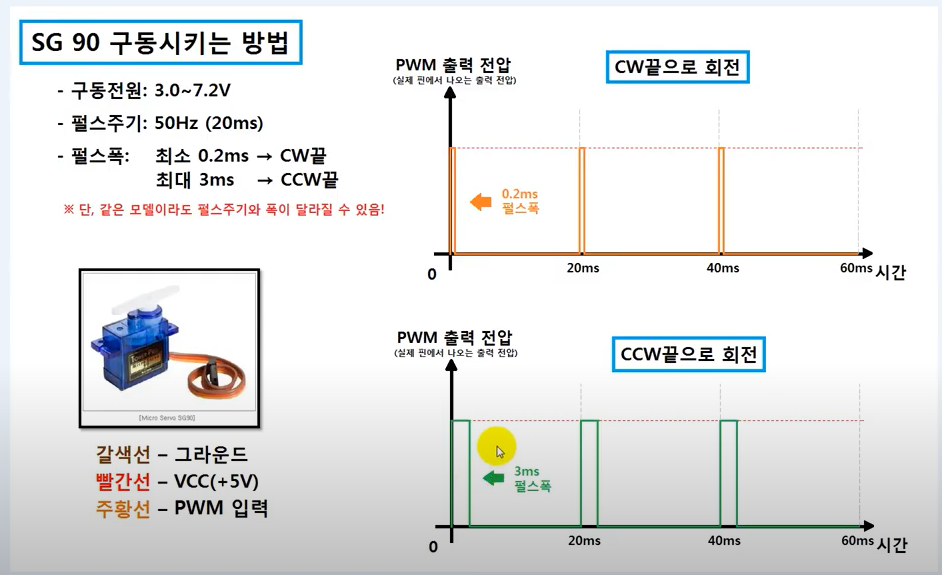 SG 90 구동시키는 방법
- 구동전원: 3.0~7.2V
- 펄스주기: 50Hz (20ms)
- 펄스폭: 최소 0.2ms → CW끝
최대 3ms → CCW끝
※ 단, 같은 모델이라도 펄스주기와 폭이 달라질 수 있음!
[Micro Servo SG90]
갈색선 – 그라운드
빨간선 – VCC(+5V)
주황선 – PWM 입력
PWM 출력 전압
(실제 핀에서 나오는 출력 전압)
CW끝으로 회전
0.2ms
펄스폭
0
20ms
40ms
60ms
시간
PWM 출력 전압
(실제 핀에서 나오는 출력 전압)
CCW끝으로 회전
3ms
펄스폭
0
20ms
40ms
60ms
시간